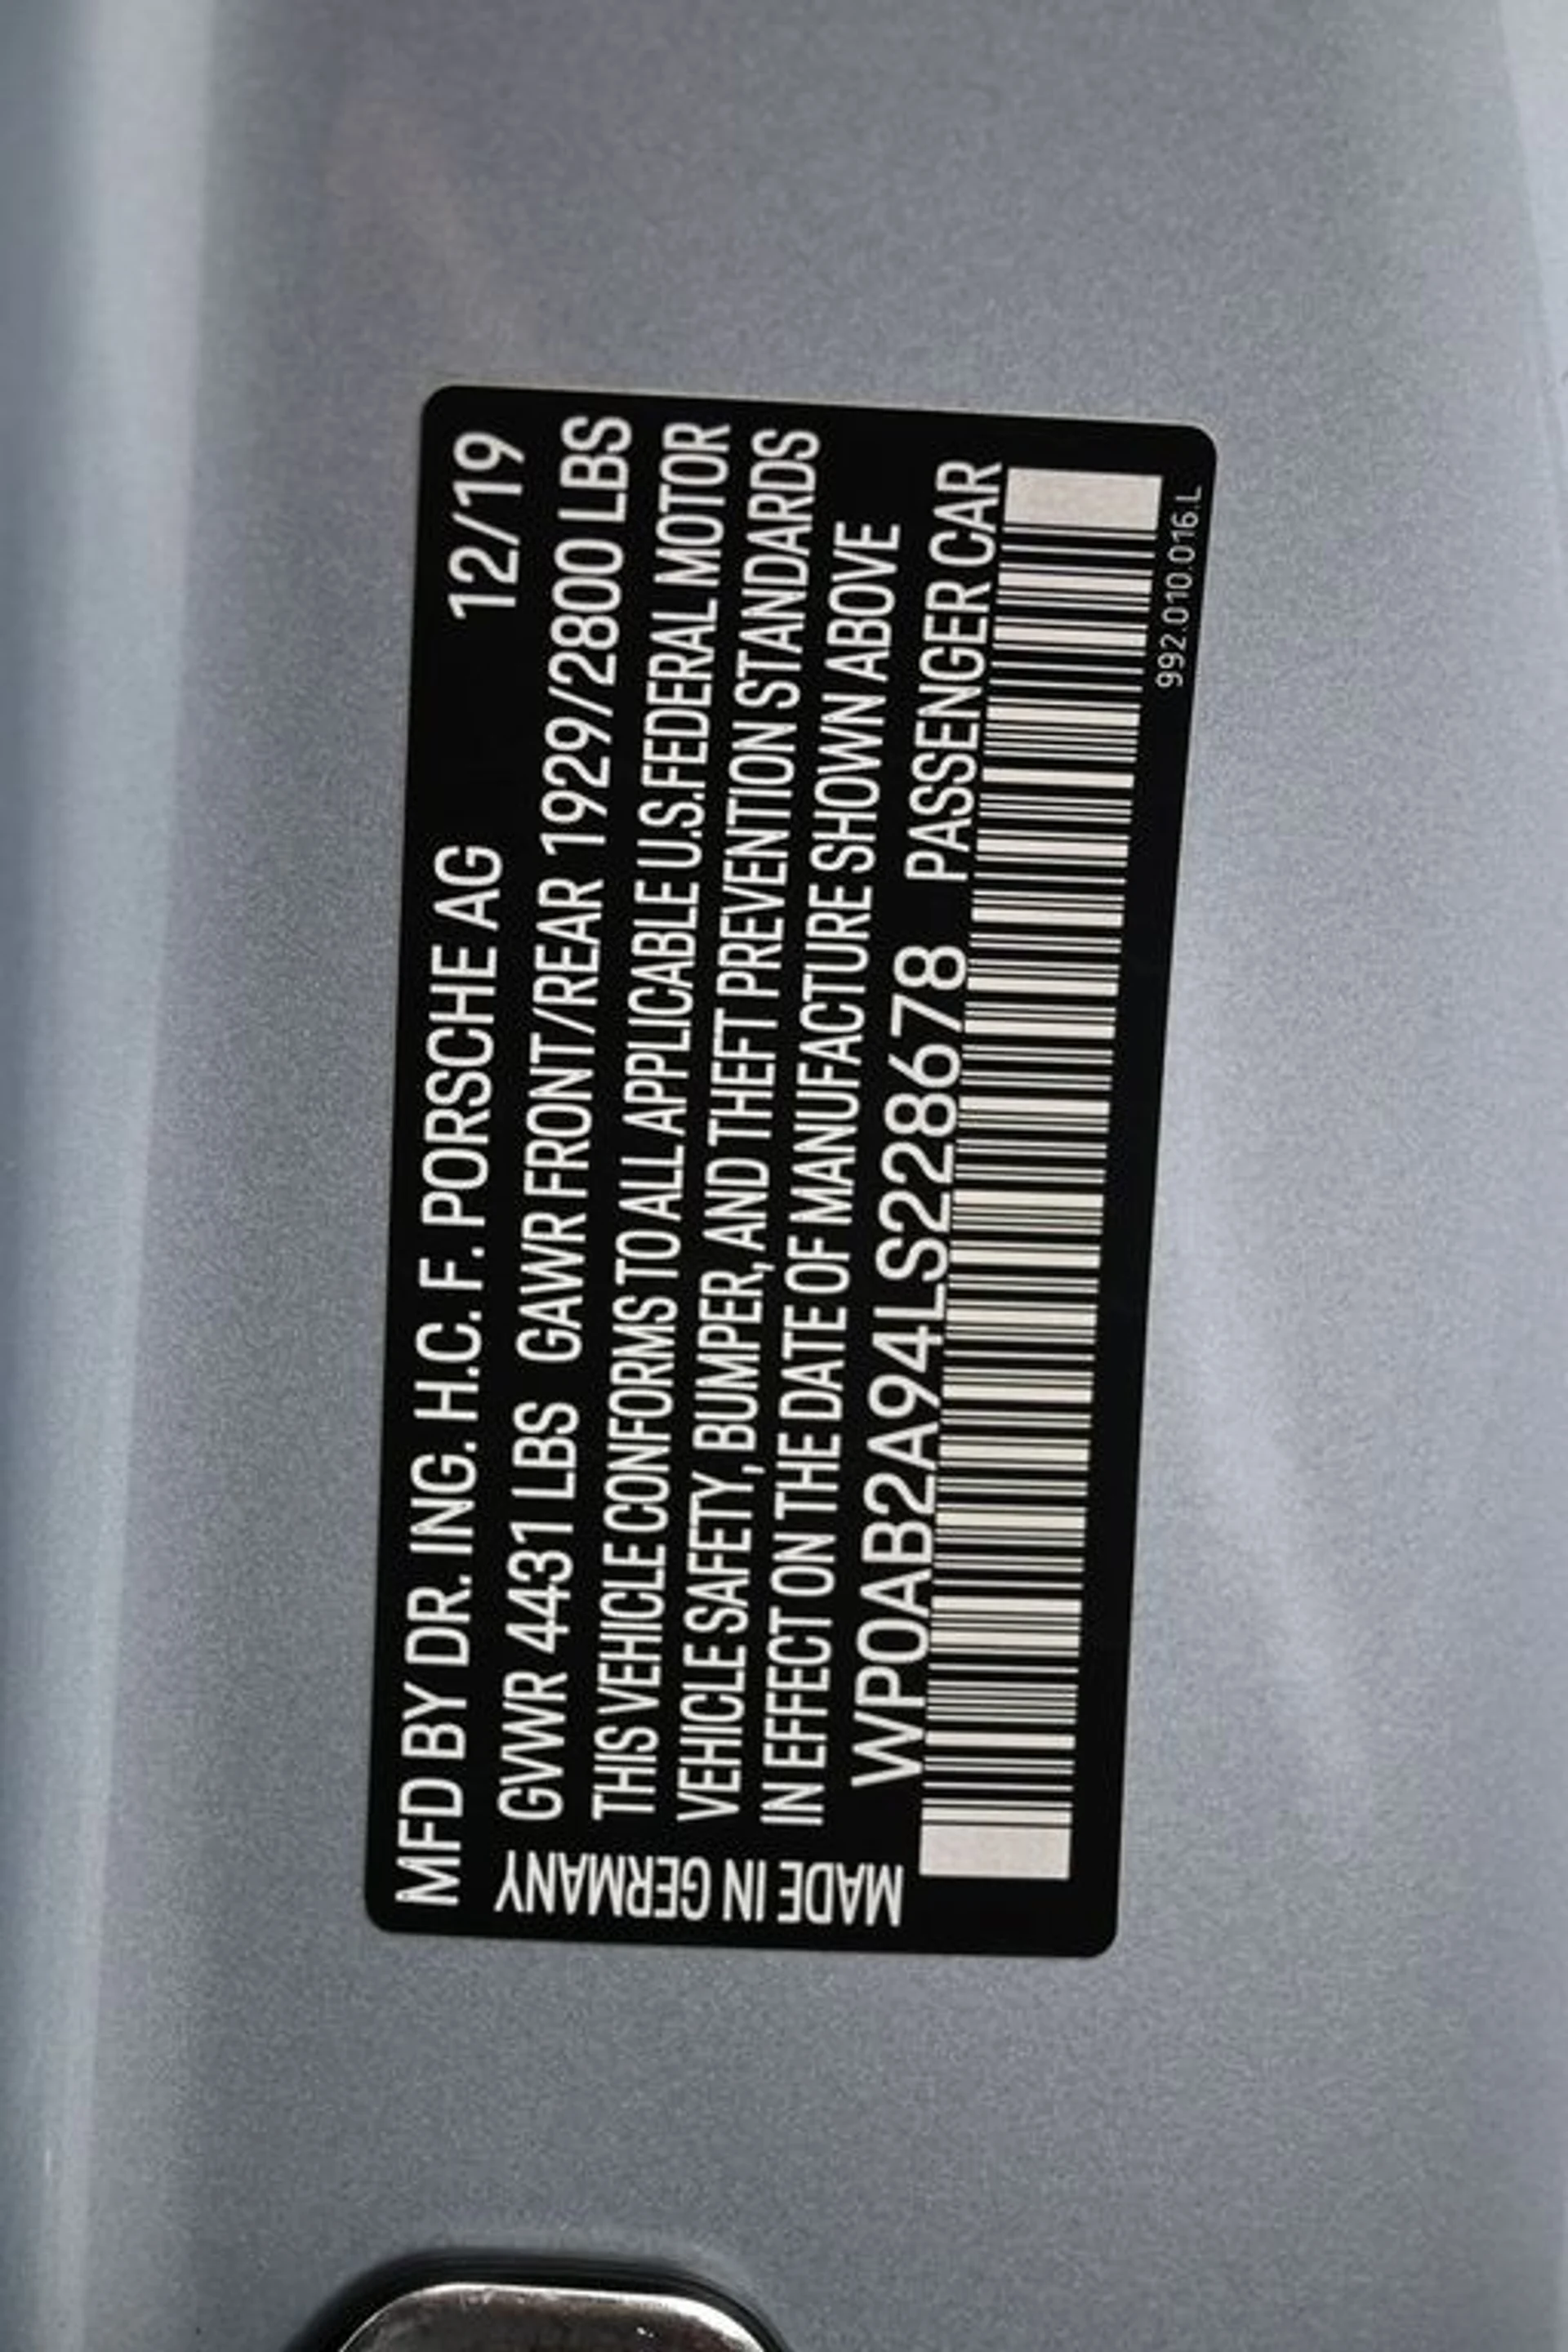 MFD BY DR. ING. H.C. F. PORSCHE AG 12/19
GVWR 4431 LBS GAWR FRONT/REAR 1929/2800 LBS
THIS VEHICLE CONFORMS TO ALL APPLICABLE U.S.FEDERAL MOTOR
VEHICLE SAFETY, BUMPER, AND THEFT PREVENTION STANDARDS
IN EFFECT ON THE DATE OF MANUFACTURE SHOWN ABOVE
WP0AB2A94LS228678 PASSENGER CAR
992.010.016.L
MADE IN GERMANY